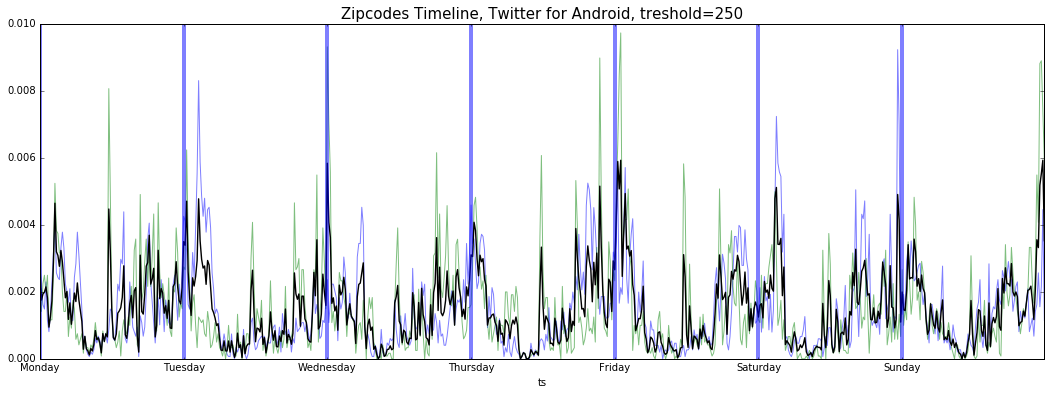 Zipcodes Timeline, Twitter for Android, treshold=250
0.010
0.008
0.006
0.004
0.002
0.000
Monday Tuesday Wednesday Thursday Friday Saturday Sunday
ts